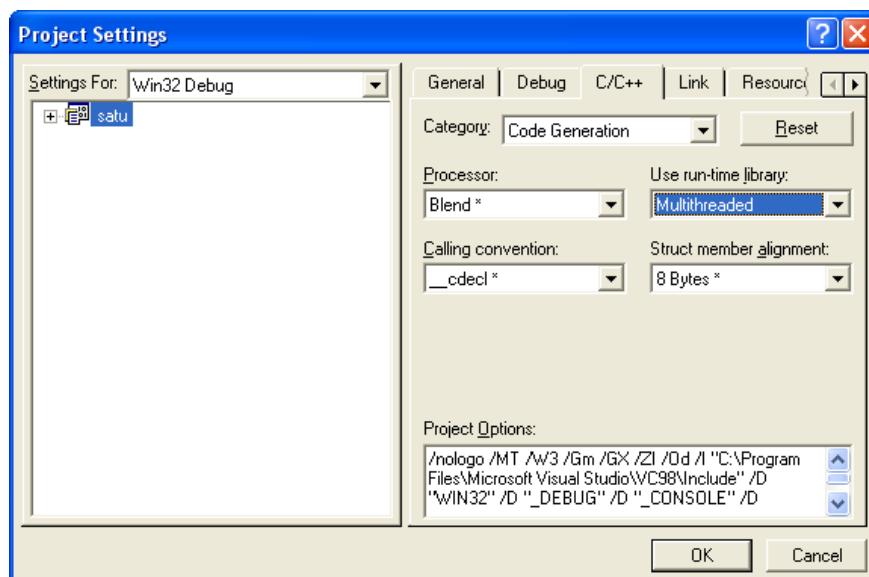 Project Settings
Settings For: Win32 Debug
satu
General Debug C/C++ Link Resourc
Category: Code Generation Reset
Processor: Use run-time library:
Blend * Multithreaded
Calling convention: Struct member alignment:
__cdecl * 8 Bytes *
Project Options:
/nologo /MT /W3 /Gm /GX /ZI /Od /I "C:\Program
Files\Microsoft Visual Studio\VC98\Include" /D
"WIN32" /D "_DEBUG" /D "_CONSOLE" /D
OK Cancel